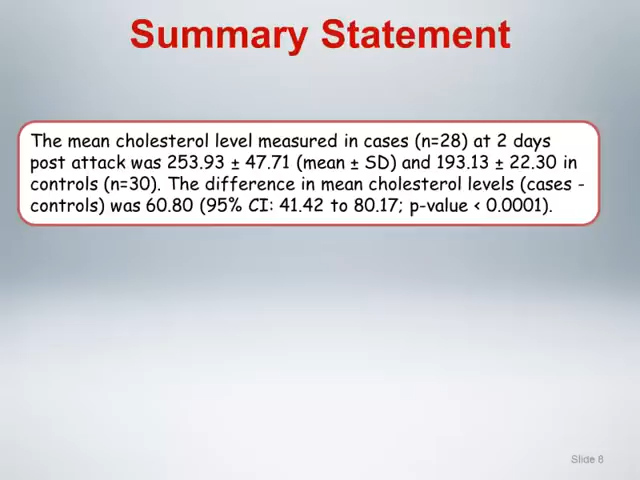 Summary Statement
The mean cholesterol level measured in cases (n=28) at 2 days
post attack was 253.93 ± 47.71 (mean ± SD) and 193.13 ± 22.30 in
controls (n=30). The difference in mean cholesterol levels (cases -
controls) was 60.80 (95% CI: 41.42 to 80.17; p-value < 0.0001).
Slide 8